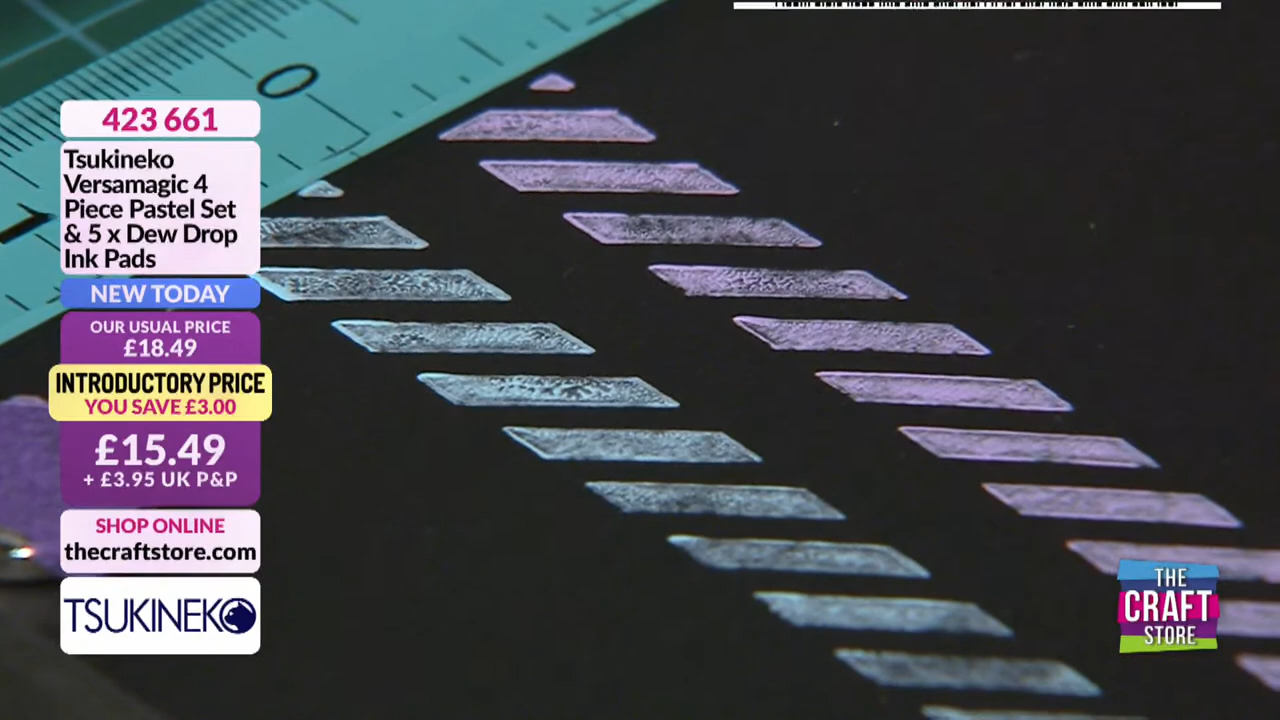 423 661
Tsukineko
Versamagic 4
Piece Pastel Set
& 5 x Dew Drop
Ink Pads
NEW TODAY
OUR USUAL PRICE
£18.49
INTRODUCTORY PRICE
YOU SAVE £3.00
£15.49
+ £3.95 UK P&P
SHOP ONLINE
thecraftstore.com
TSUKINEKO
0
1
THE
CRAFT
STORE